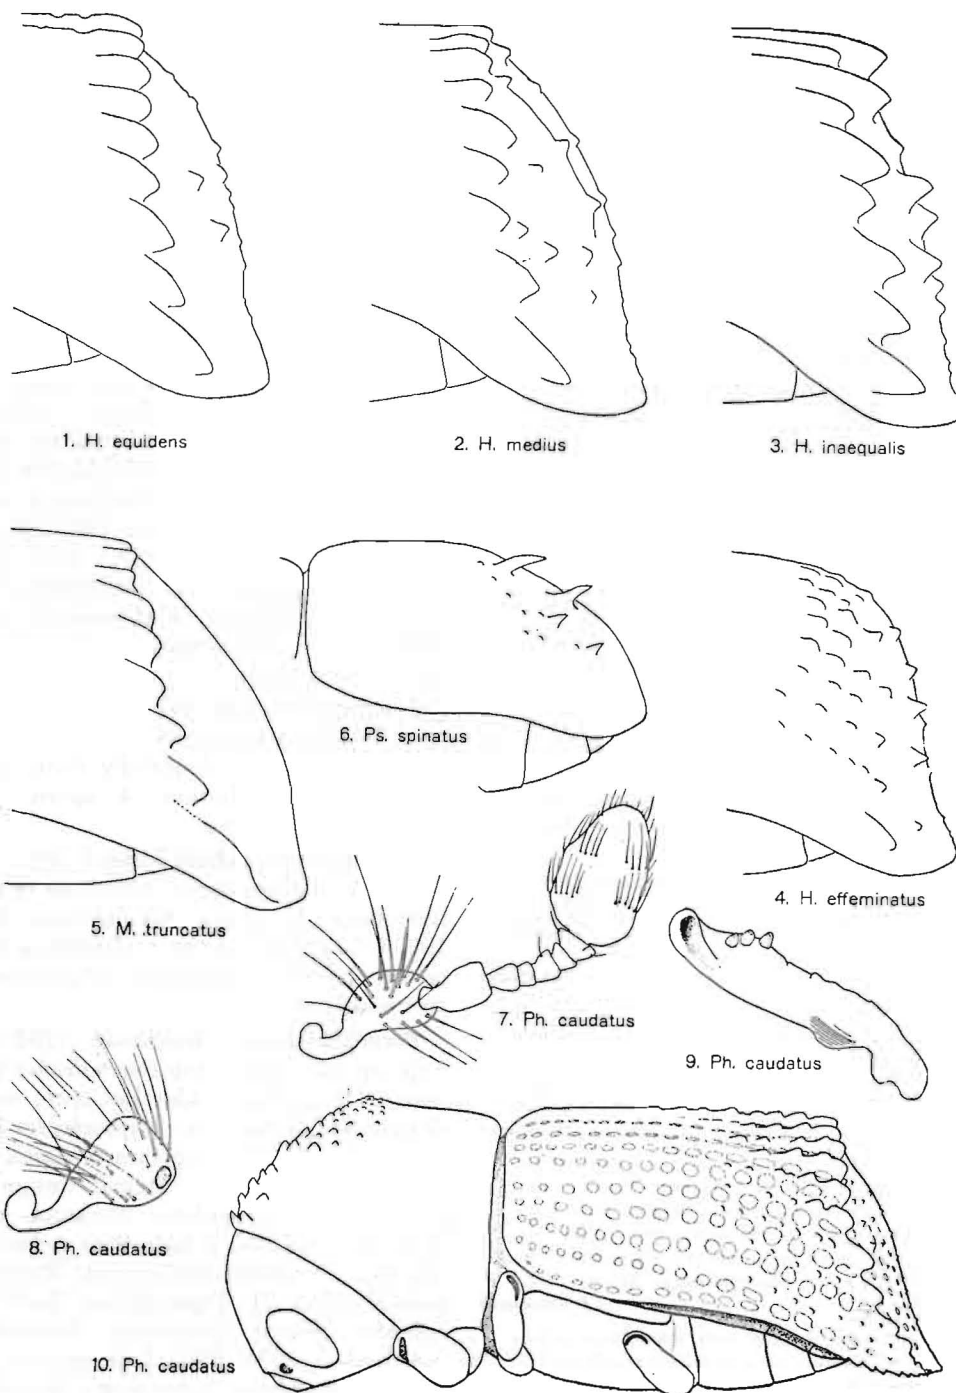 1. H. equidens
2. H. medius
3. H. inaequalis
6. Ps. spinatus
4. H. effeminatus
5. M. .truncatus
7. Ph. caudatus
9. Ph. caudatus
8. Ph. caudatus
10. Ph. caudatus